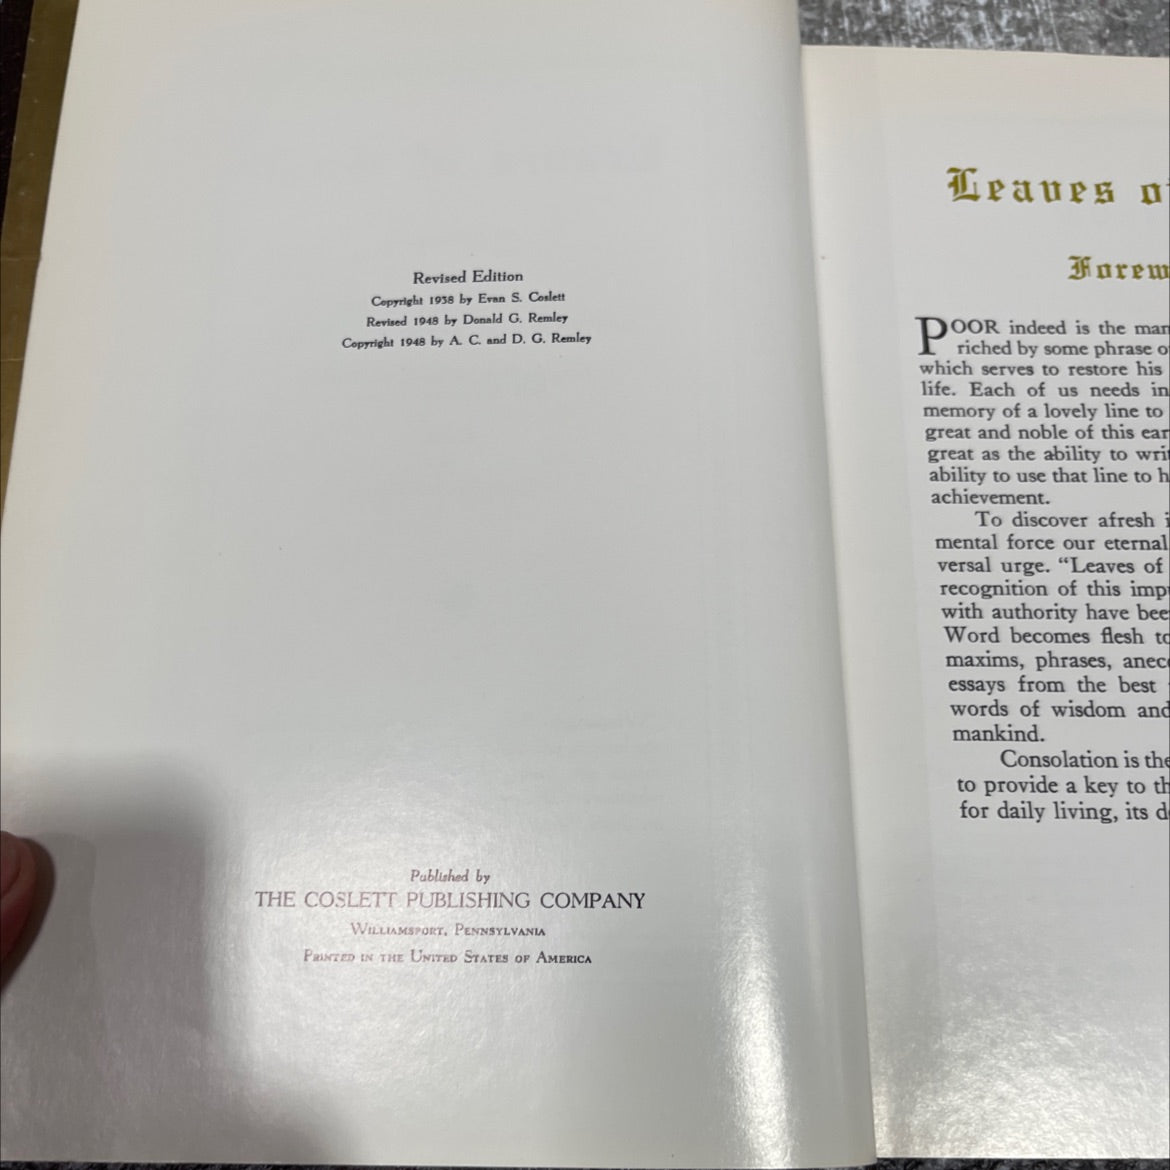 Revised Edition
Copyright 1938 by Evan S. Coslett
Revised 1948 by Donald G. Remley
Copyright 1948 by A. C. and D. G. Remley
Published by
THE COSLETT PUBLISHING COMPANY
WILLIAMSPORT, PENNSYLVANIA
PRINTED IN THE UNITED STATES OF AMERICA
Leaves o
Forew
POOR indeed is the man
riched by some phrase o
which serves to restore his
life. Each of us needs in
memory of a lovely line to
great and noble of this ear
great as the ability to wri
ability to use that line to h
achievement.
To discover afresh i
mental force our eternal
versal urge. “Leaves of
recognition of this imp
with authority have bee
Word becomes flesh to
maxims, phrases, anec
essays from the best
words of wisdom and
mankind.
Consolation is the
to provide a key to th
for daily living, its d